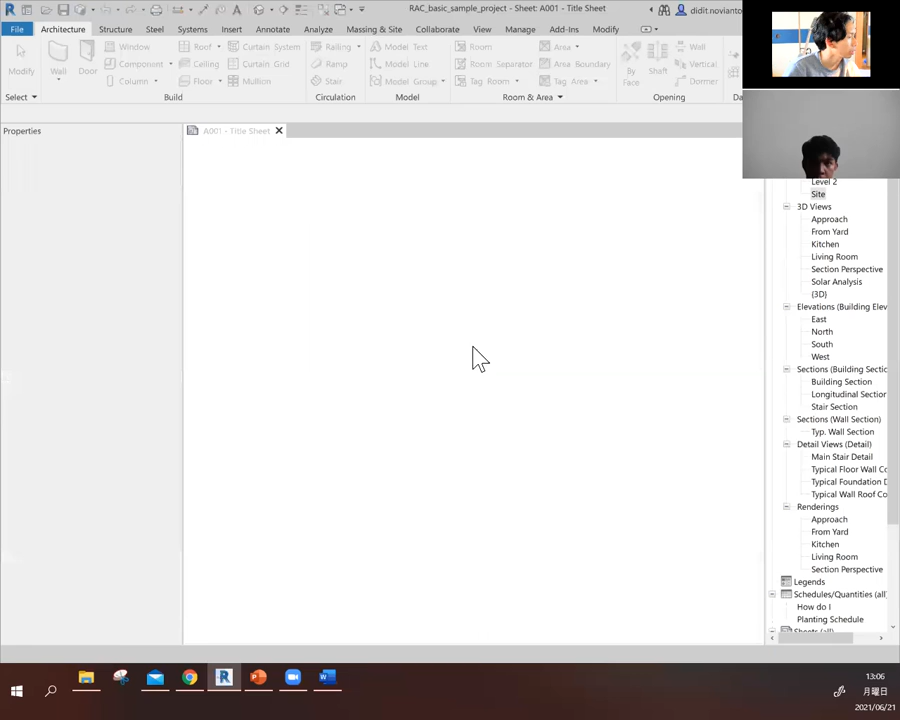 RAC_basic_sample_project - Sheet: A001 - Title Sheet
didit.novianto
File
Architecture
Structure
Steel
Systems
Insert
Annotate
Analyze
Massing & Site
Collaborate
View
Manage
Add-Ins
Modify
Modify
Wall
Door
Window
Component
Column
Roof
Ceiling
Floor
Curtain System
Curtain Grid
Mullion
Railing
Ramp
Stair
Model Text
Model Line
Model Group
Room
Room Separator
Tag Room
Area
Area Boundary
Tag Area
By
Face
Shaft
Wall
Vertical
Dormer
Select
Build
Circulation
Model
Room & Area
Opening
Properties
A001 - Title Sheet
Level 2
Site
3D Views
Approach
From Yard
Kitchen
Living Room
Section Perspective
Solar Analysis
{3D}
Elevations (Building Elev
East
North
South
West
Sections (Building Sectio
Building Section
Longitudinal Section
Stair Section
Sections (Wall Section)
Typ. Wall Section
Detail Views (Detail)
Main Stair Detail
Typical Floor Wall Co
Typical Foundation D
Typical Wall Roof Co
Renderings
Approach
From Yard
Kitchen
Living Room
Section Perspective
Legends
Schedules/Quantities (all)
How do I
Planting Schedule
Sheets (all)
13:06
月曜日
2021/06/21